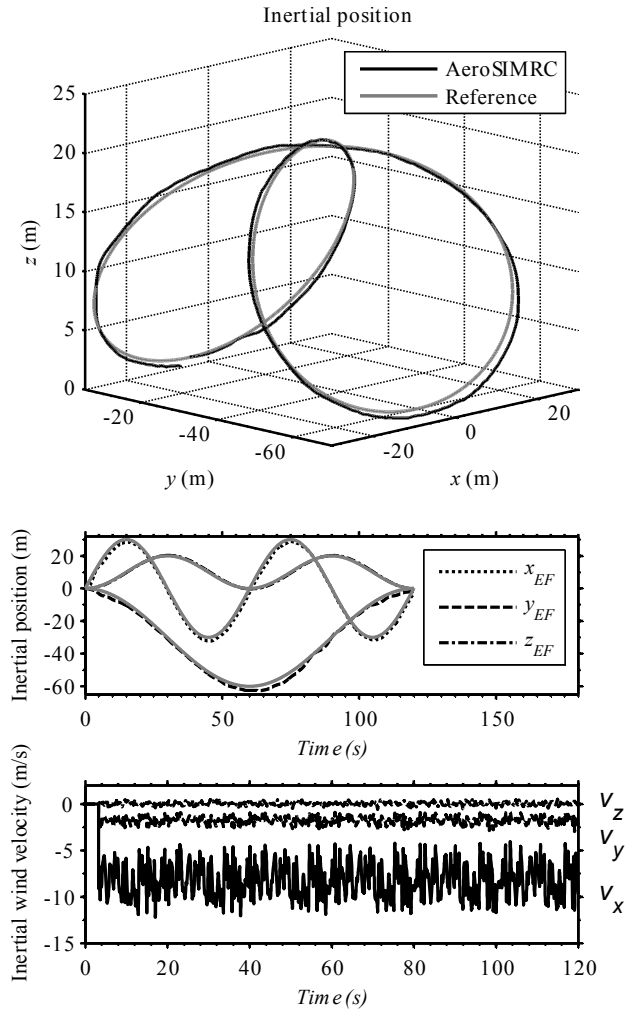 Inertial position
AeroSIMRC
Reference
25
20
15
10
5
0
z (m)
-20
-40
-60
y (m)
-20
0
20
x (m)
Inertial position (m)
20
0
-20
-40
-60
x_EF
y_EF
z_EF
0
50
100
150
Time (s)
Inertial wind velocity (m/s)
0
-5
-10
-15
v_z
v_y
v_x
0
20
40
60
80
100
120
Time (s)